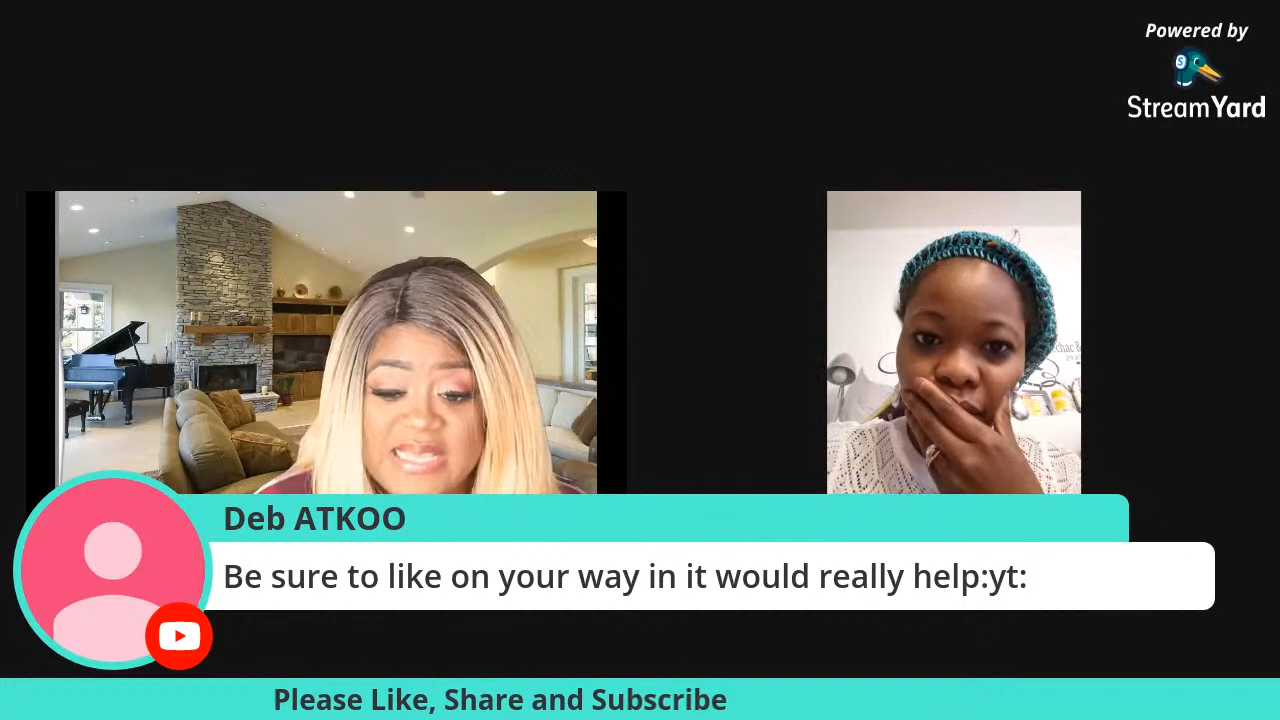 Powered by
StreamYard
Deb ATKOO
Be sure to like on your way in it would really help:yt:
Please Like, Share and Subscribe